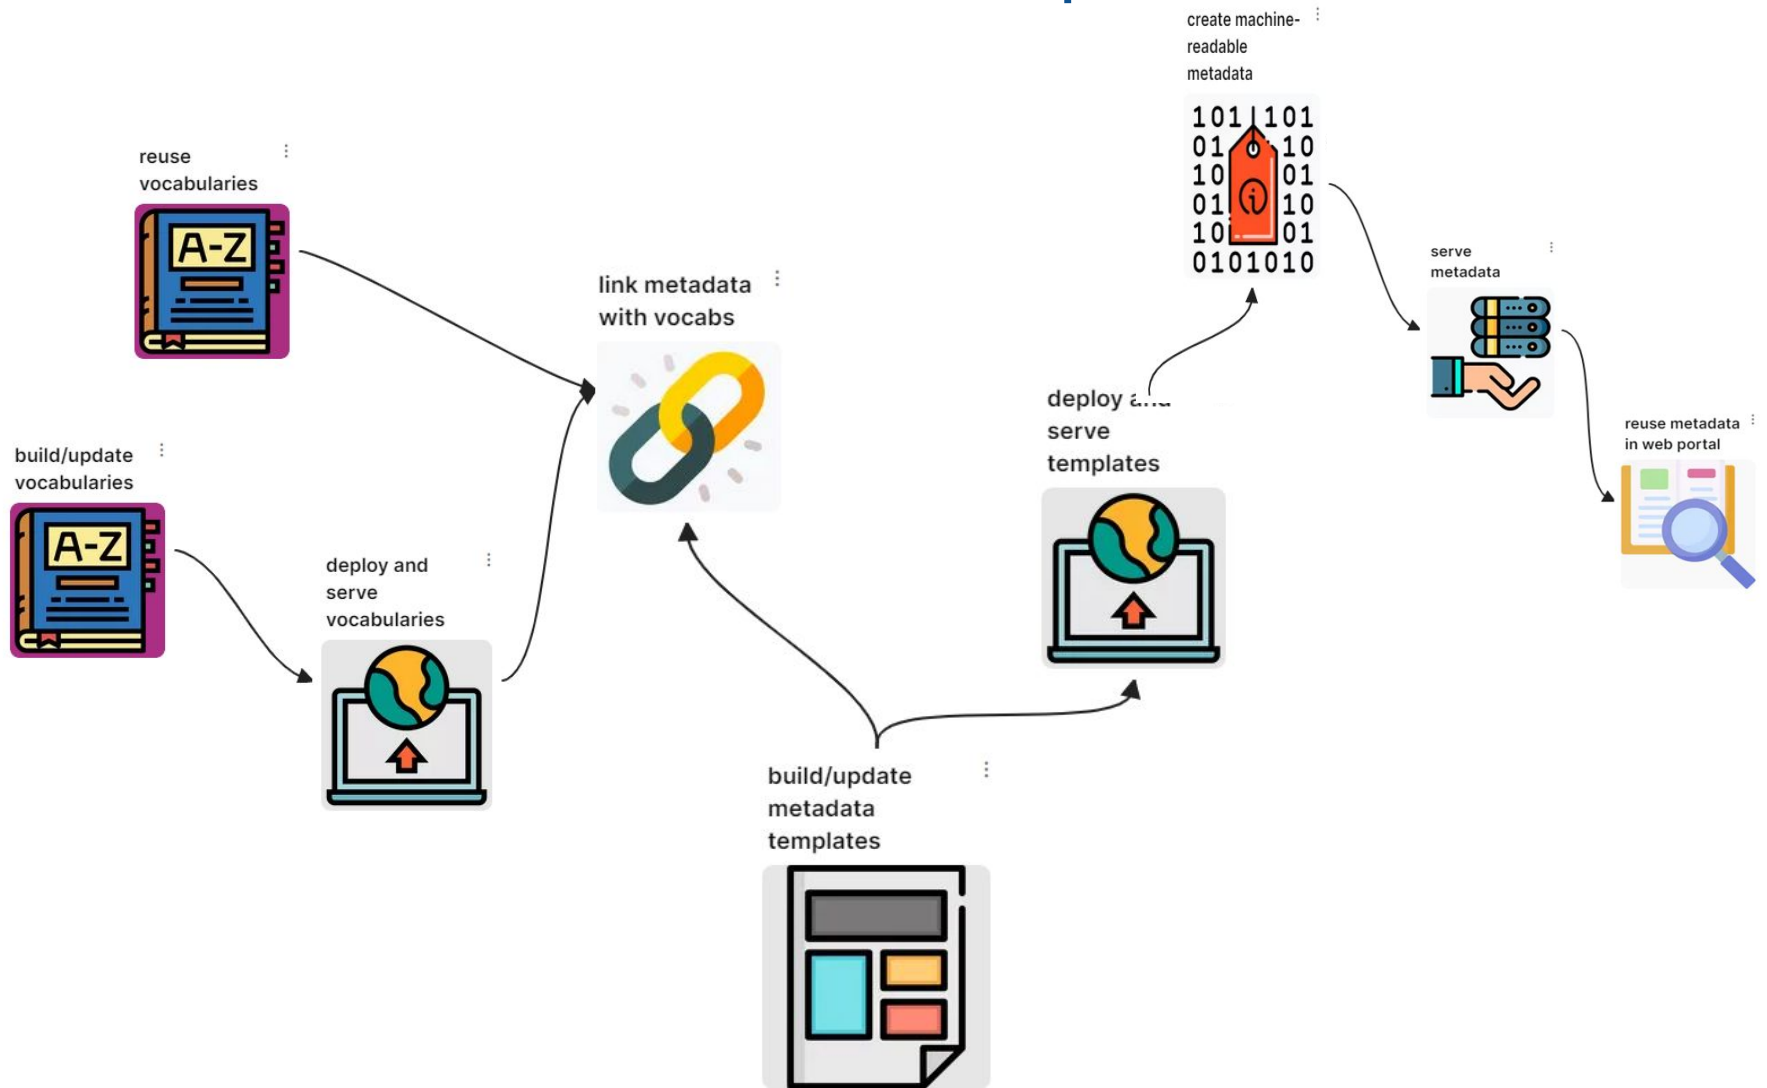 create machine-
readable
metadata
101 101
01 10
10 01
01 i 10
10 01
0101010
reuse
vocabularies
A-Z
serve
metadata
link metadata
with vocabs
deploy and
serve
templates
reuse metadata
in web portal
build/update
vocabularies
A-Z
deploy and
serve
vocabularies
build/update
metadata
templates